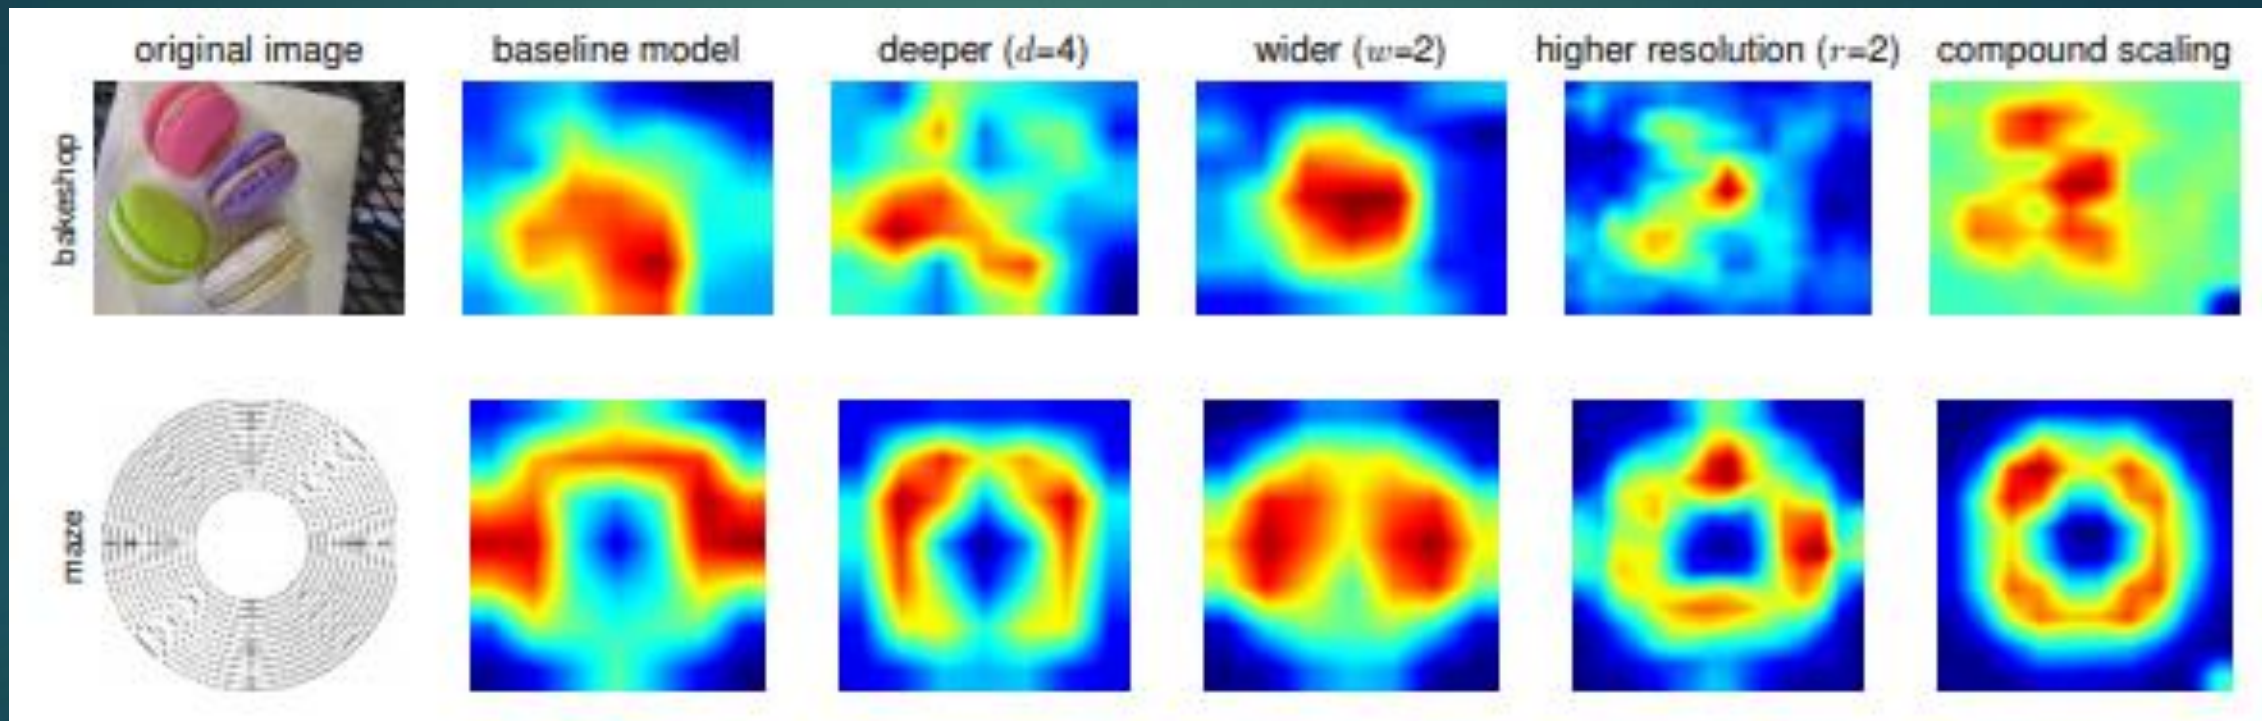 original image
baseline model
deeper (d=4)
wider (w=2)
higher resolution (r=2)
compound scaling
bakeshop
maze